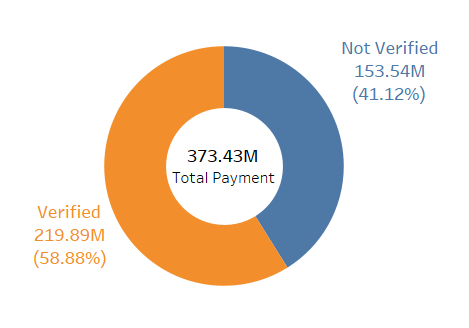 Not Verified
153.54M
(41.12%)
373.43M
Total Payment
Verified
219.89M
(58.88%)